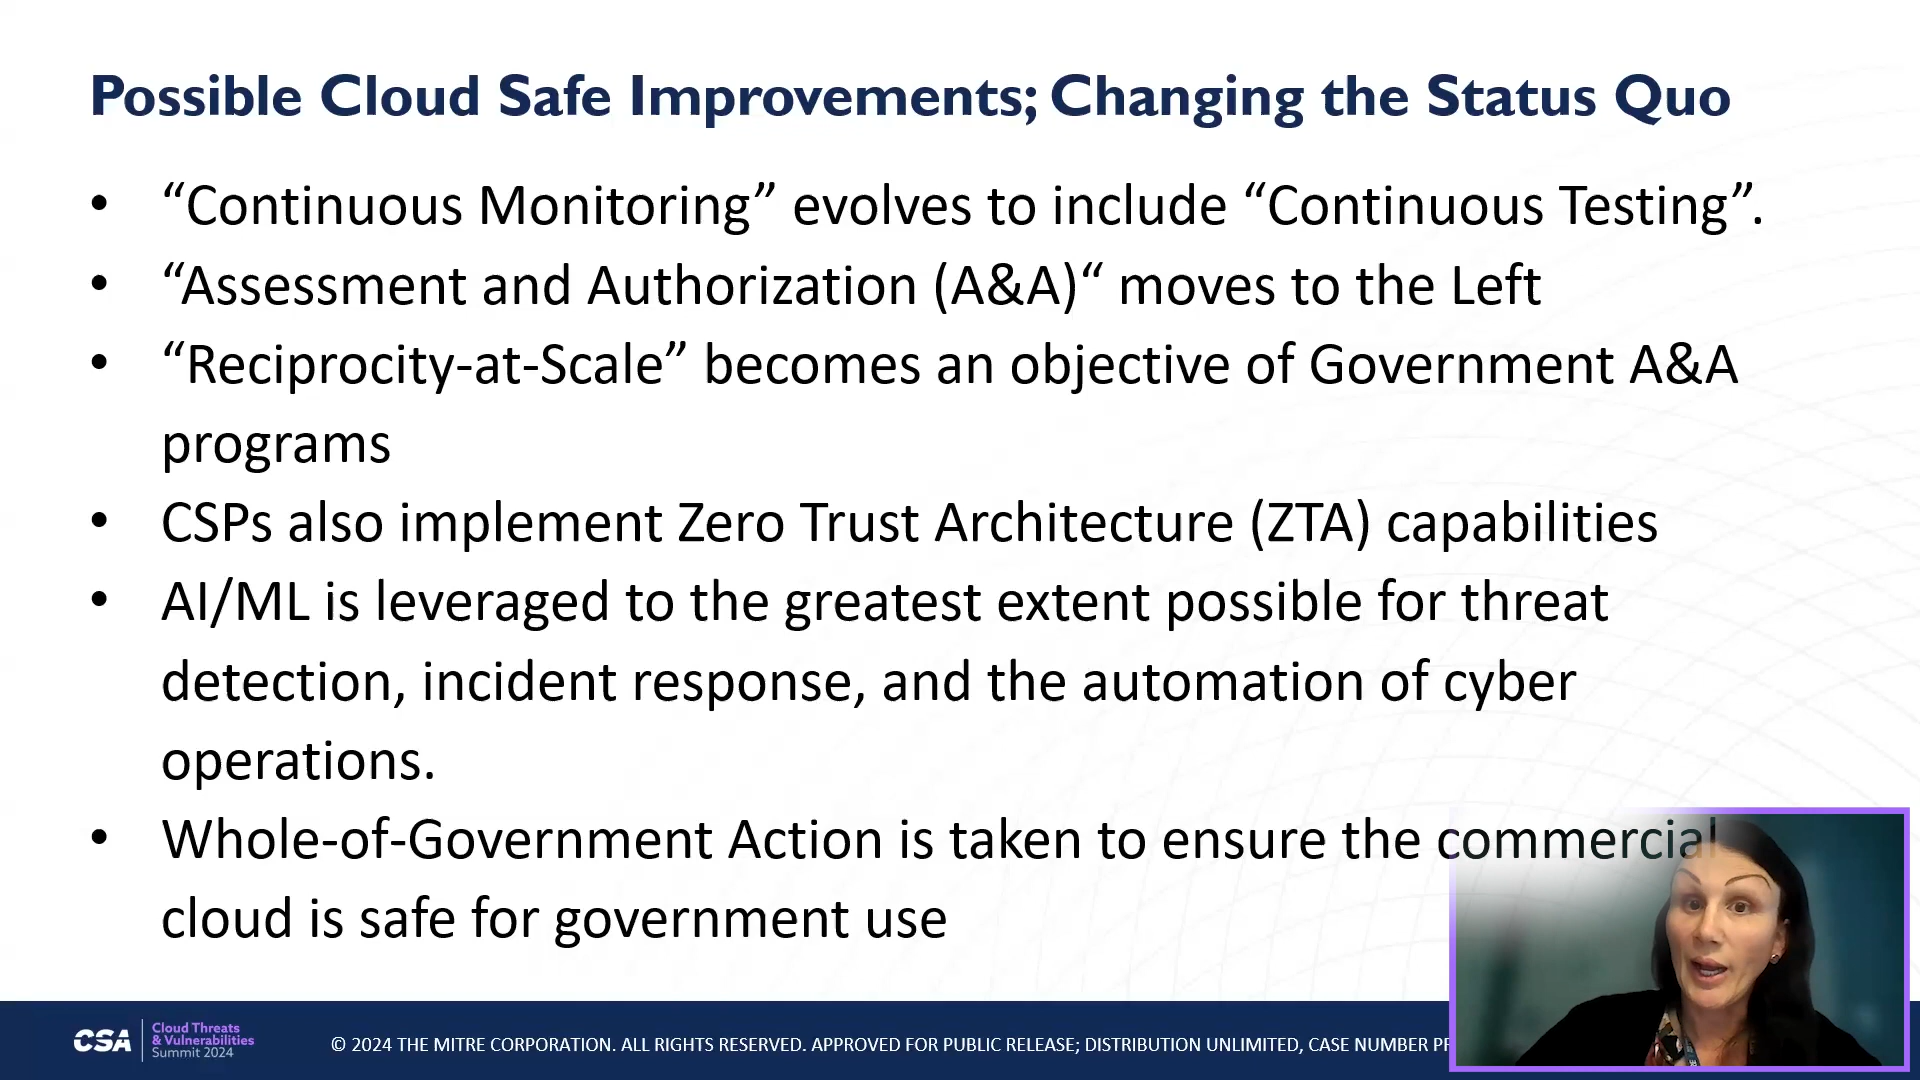 Possible Cloud Safe Improvements; Changing the Status Quo
• “Continuous Monitoring” evolves to include “Continuous Testing”.
• “Assessment and Authorization (A&A)“ moves to the Left
• “Reciprocity-at-Scale” becomes an objective of Government A&A
programs
• CSPs also implement Zero Trust Architecture (ZTA) capabilities
• AI/ML is leveraged to the greatest extent possible for threat
detection, incident response, and the automation of cyber
operations.
• Whole-of-Government Action is taken to ensure the commercial
cloud is safe for government use
CSA
Cloud Threats
& Vulnerabilities
Summit 2024
© 2024 THE MITRE CORPORATION. ALL RIGHTS RESERVED. APPROVED FOR PUBLIC RELEASE; DISTRIBUTION UNLIMITED, CASE NUMBER